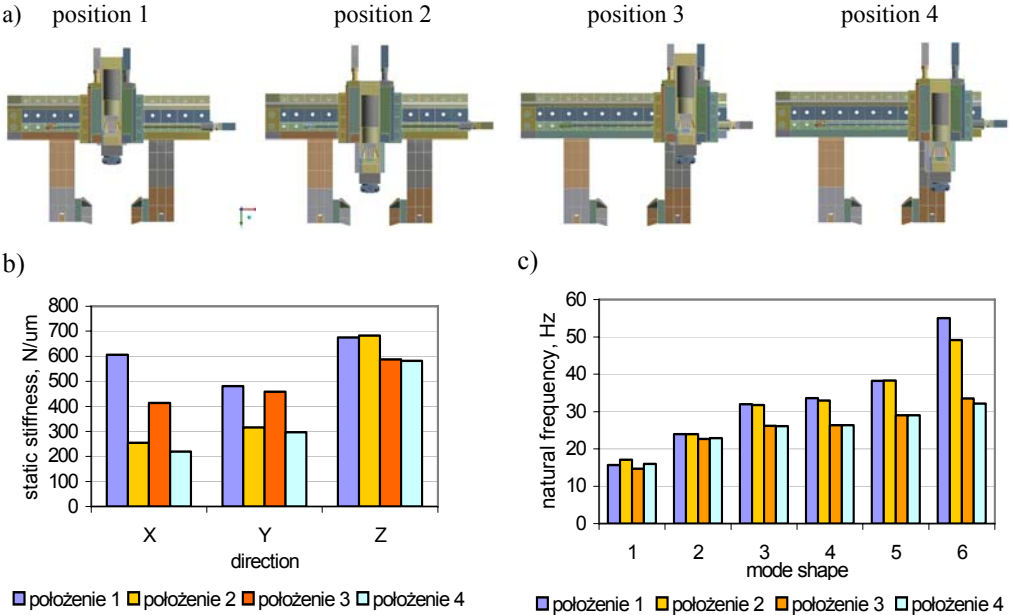 a) position 1 position 2 position 3 position 4
b)
800
700
600
500
400
300
200
100
0
static stiffness, N/um
X Y Z
direction
położenie 1 położenie 2 położenie 3 położenie 4
c)
60
50
40
30
20
10
0
natural frequency, Hz
1 2 3 4 5 6
mode shape
położenie 1 położenie 2 położenie 3 położenie 4